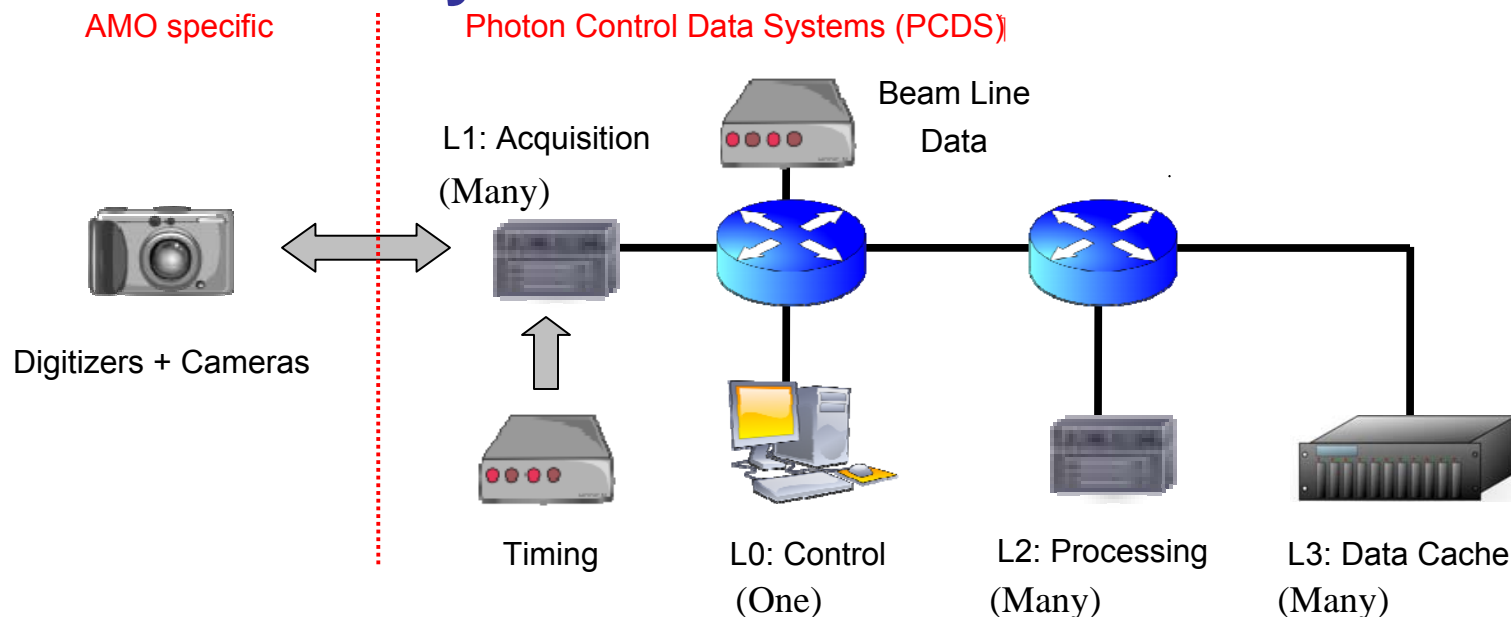 AMO specific
Photon Control Data Systems (PCDS)
Beam Line
Data
L1: Acquisition
(Many)
Digitizers + Cameras
Timing
L0: Control
(One)
L2: Processing
(Many)
L3: Data Cache
(Many)